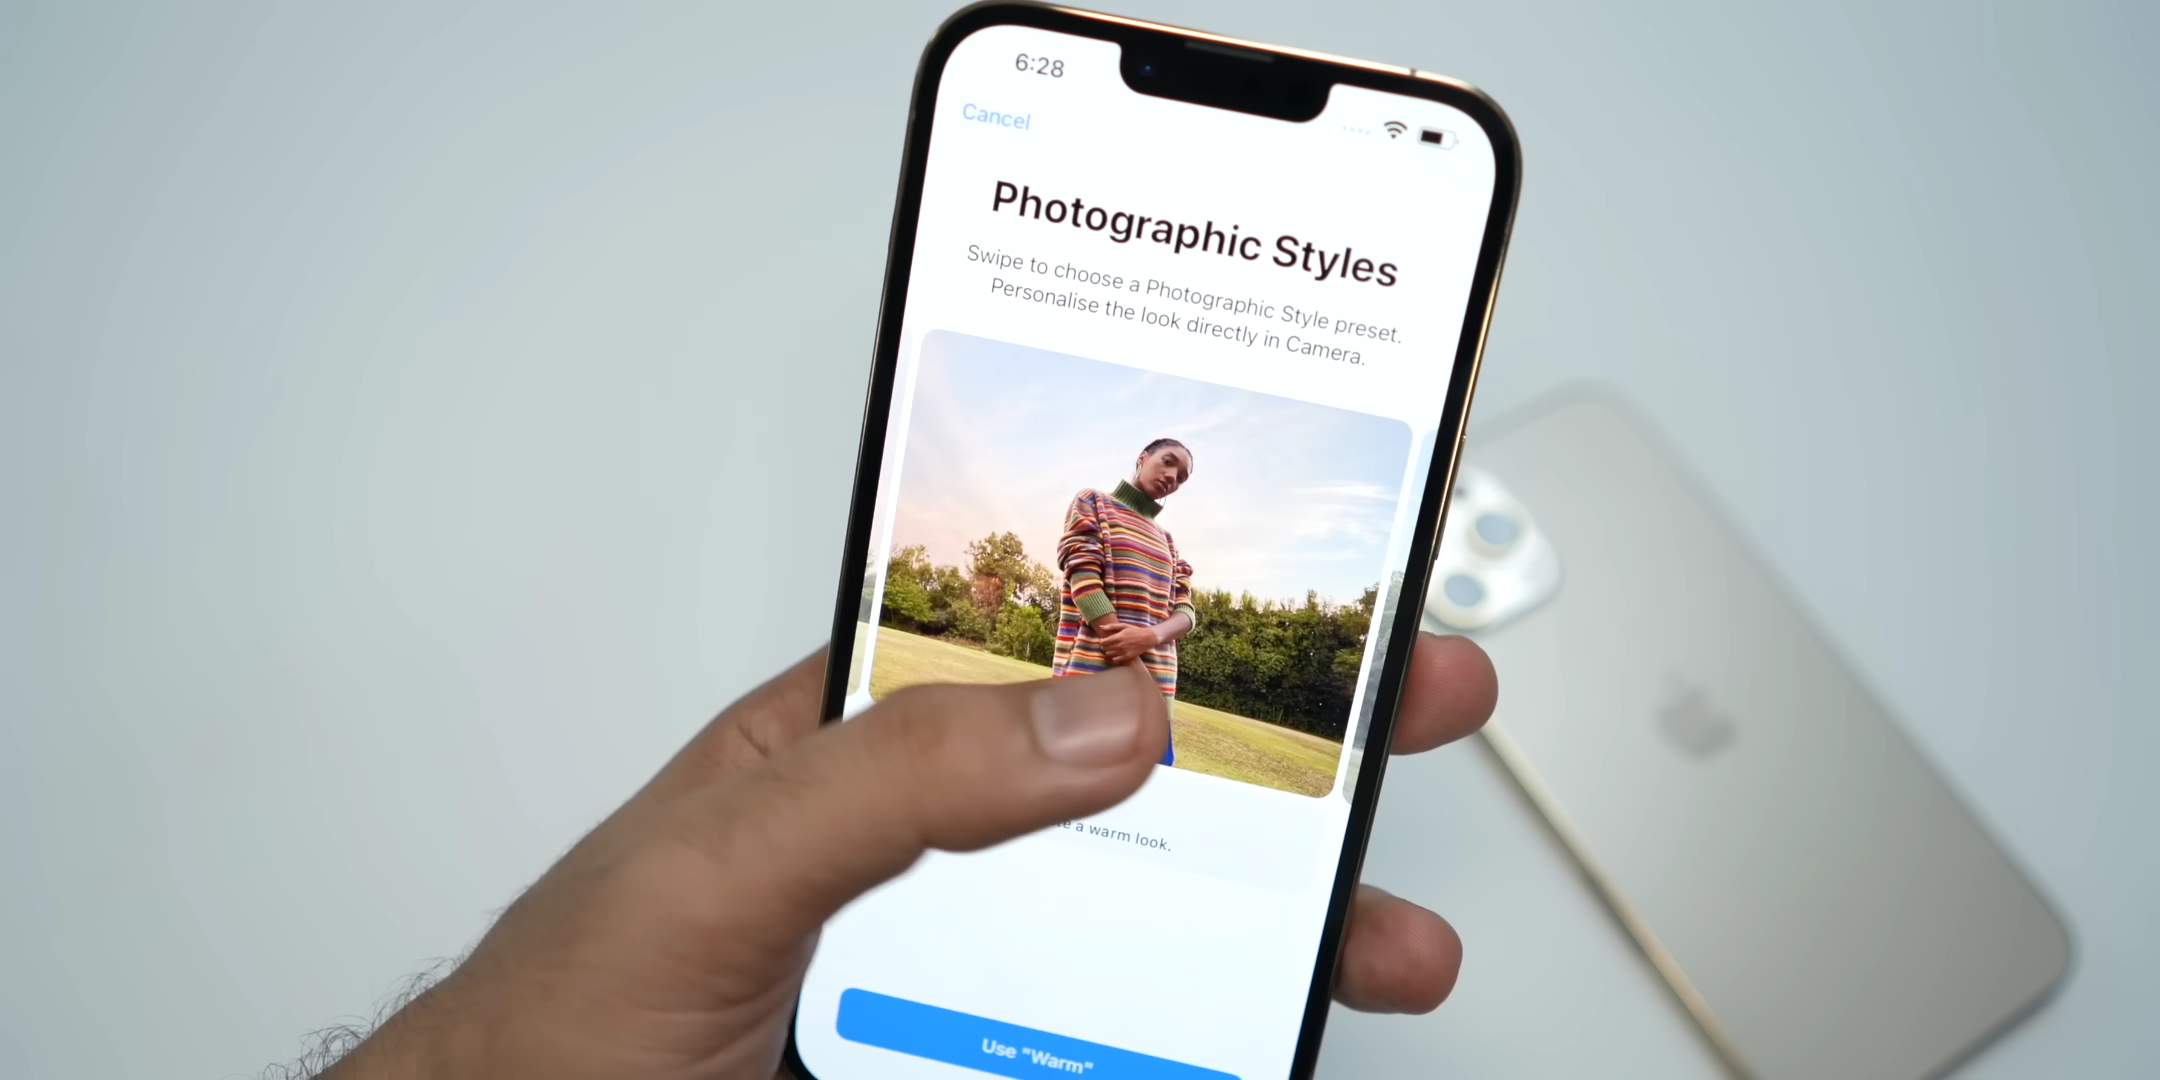 6:28
Cancel
Photographic Styles
Swipe to choose a Photographic Style preset.
Personalise the look directly in Camera.
a warm look.
Use "Warm"